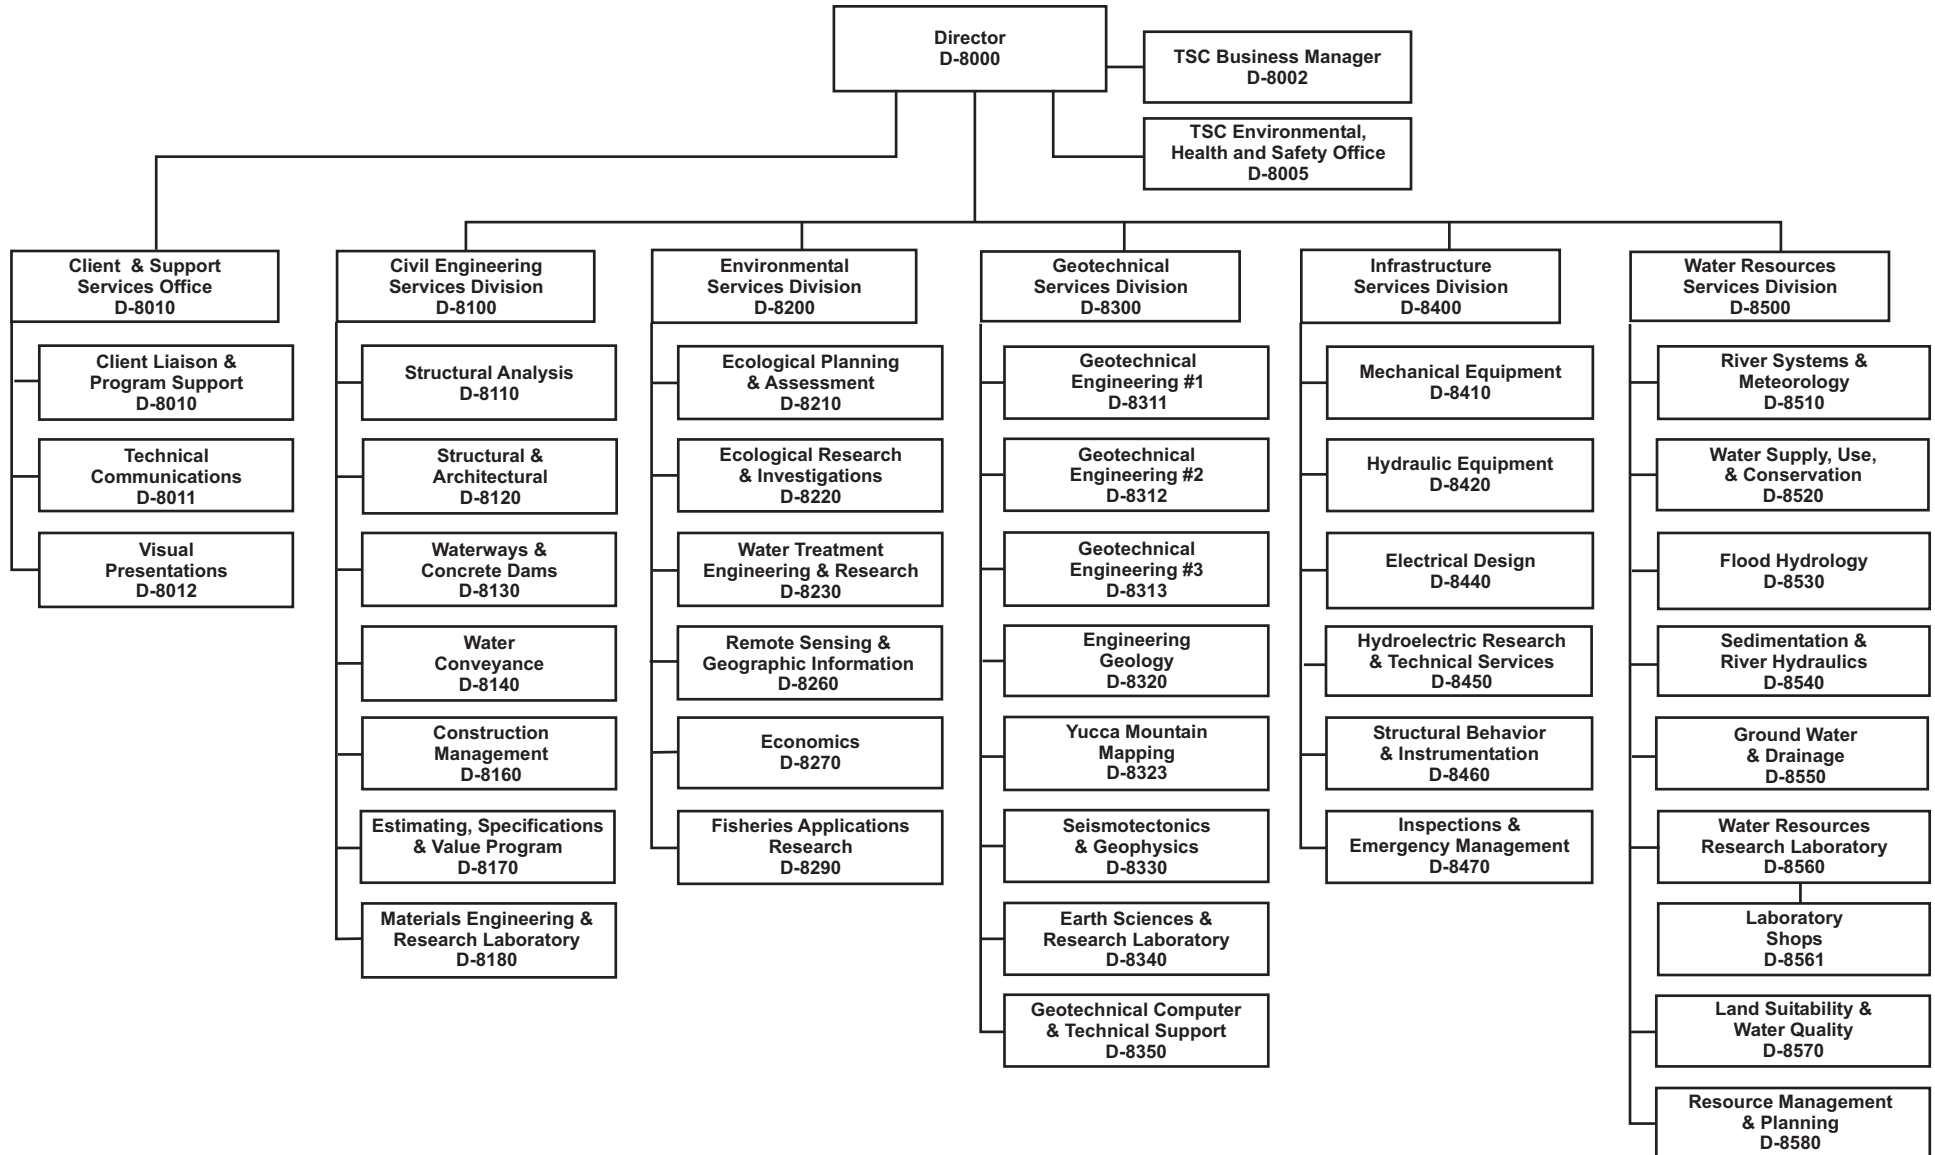 Director
D-8000
TSC Business Manager
D-8002
TSC Environmental,
Health and Safety Office
D-8005
Client & Support
Services Office
D-8010
Client Liaison &
Program Support
D-8010
Technical
Communications
D-8011
Visual
Presentations
D-8012
Civil Engineering
Services Division
D-8100
Structural Analysis
D-8110
Structural &
Architectural
D-8120
Waterways &
Concrete Dams
D-8130
Water
Conveyance
D-8140
Construction
Management
D-8160
Estimating, Specifications
& Value Program
D-8170
Materials Engineering &
Research Laboratory
D-8180
Environmental
Services Division
D-8200
Ecological Planning
& Assessment
D-8210
Ecological Research
& Investigations
D-8220
Water Treatment
Engineering & Research
D-8230
Remote Sensing &
Geographic Information
D-8260
Economics
D-8270
Fisheries Applications
Research
D-8290
Geotechnical
Services Division
D-8300
Geotechnical
Engineering #1
D-8311
Geotechnical
Engineering #2
D-8312
Geotechnical
Engineering #3
D-8313
Engineering
Geology
D-8320
Yucca Mountain
Mapping
D-8323
Seismotectonics
& Geophysics
D-8330
Earth Sciences &
Research Laboratory
D-8340
Geotechnical Computer
& Technical Support
D-8350
Infrastructure
Services Division
D-8400
Mechanical Equipment
D-8410
Hydraulic Equipment
D-8420
Electrical Design
D-8440
Hydroelectric Research
& Technical Services
D-8450
Structural Behavior
& Instrumentation
D-8460
Inspections &
Emergency Management
D-8470
Water Resources
Services Division
D-8500
River Systems &
Meteorology
D-8510
Water Supply, Use,
& Conservation
D-8520
Flood Hydrology
D-8530
Sedimentation &
River Hydraulics
D-8540
Ground Water
& Drainage
D-8550
Water Resources
Research Laboratory
D-8560
Laboratory
Shops
D-8561
Land Suitability &
Water Quality
D-8570
Resource Management
& Planning
D-8580